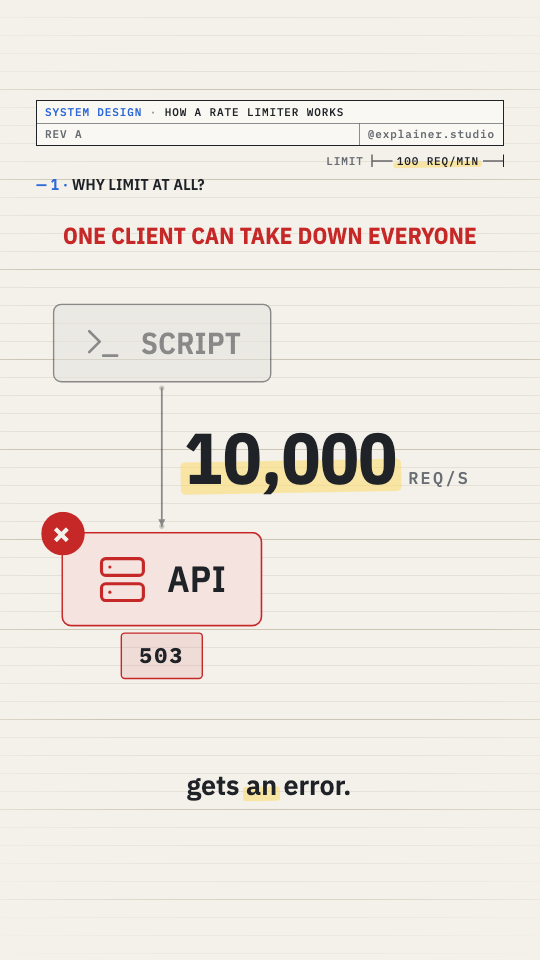 SYSTEM DESIGN · HOW A RATE LIMITER WORKS
REV A
@explainer.studio
LIMIT 100 REQ/MIN
— 1 · WHY LIMIT AT ALL?
ONE CLIENT CAN TAKE DOWN EVERYONE
>_ SCRIPT
10,000 REQ/S
API
503
gets an error.